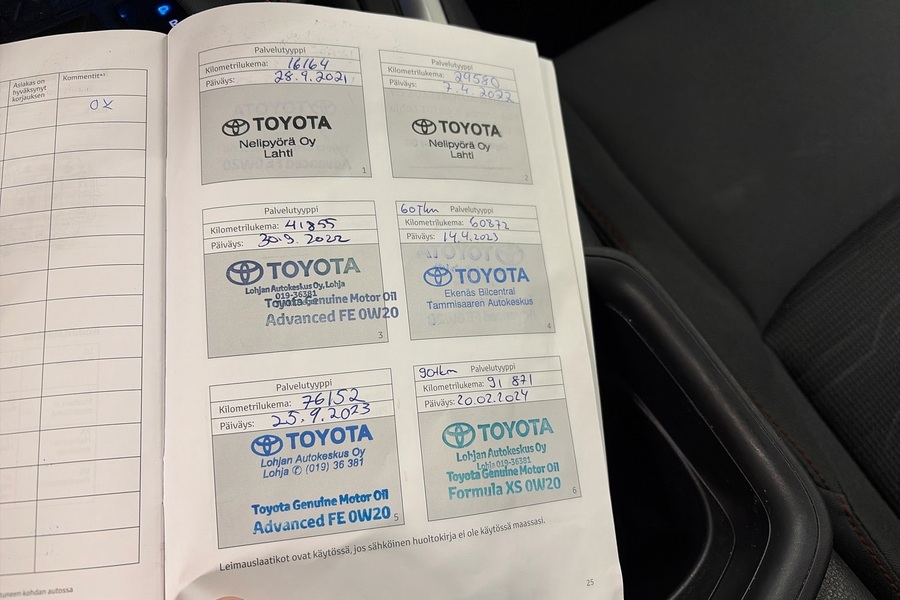 Asiakas on
hyväksynyt
korjauksen
Kommentit*⁾
OK
Palvelutyyppi
Kilometrilukema: 16164
Päiväys: 28.9.2021
TOYOTA
Nelipyörä Oy
Lahti
1
Palvelutyyppi
Kilometrilukema: 29580
Päiväys: 7.4.2022
TOYOTA
Nelipyörä Oy
Lahti
2
Palvelutyyppi
Kilometrilukema: 41855
Päiväys: 30.9.2022
TOYOTA
Lohjan Autokeskus Oy, Lohja
019-36381
Toyota Genuine Motor Oil
Advanced FE 0W20
3
60Tkm Palvelutyyppi
Kilometrilukema: 60872
Päiväys: 14.4.2023
TOYOTA
Ekenäs Bilcentral
Tammisaaren Autokeskus
4
Palvelutyyppi
Kilometrilukema: 76152
Päiväys: 25.9.2023
TOYOTA
Lohjan Autokeskus Oy
Lohja ✆ (019) 36 381
Toyota Genuine Motor Oil
Advanced FE 0W20
5
90tkm Palvelutyyppi
Kilometrilukema: 91 871
Päiväys: 20.02.2024
TOYOTA
Lohjan Autokeskus Oy
Lohja 019-36381
Toyota Genuine Motor Oil
Formula XS 0W20
6
Leimauslaatikot ovat käytössä, jos sähköinen huoltokirja ei ole käytössä maassasi.
kohdan autossa
25